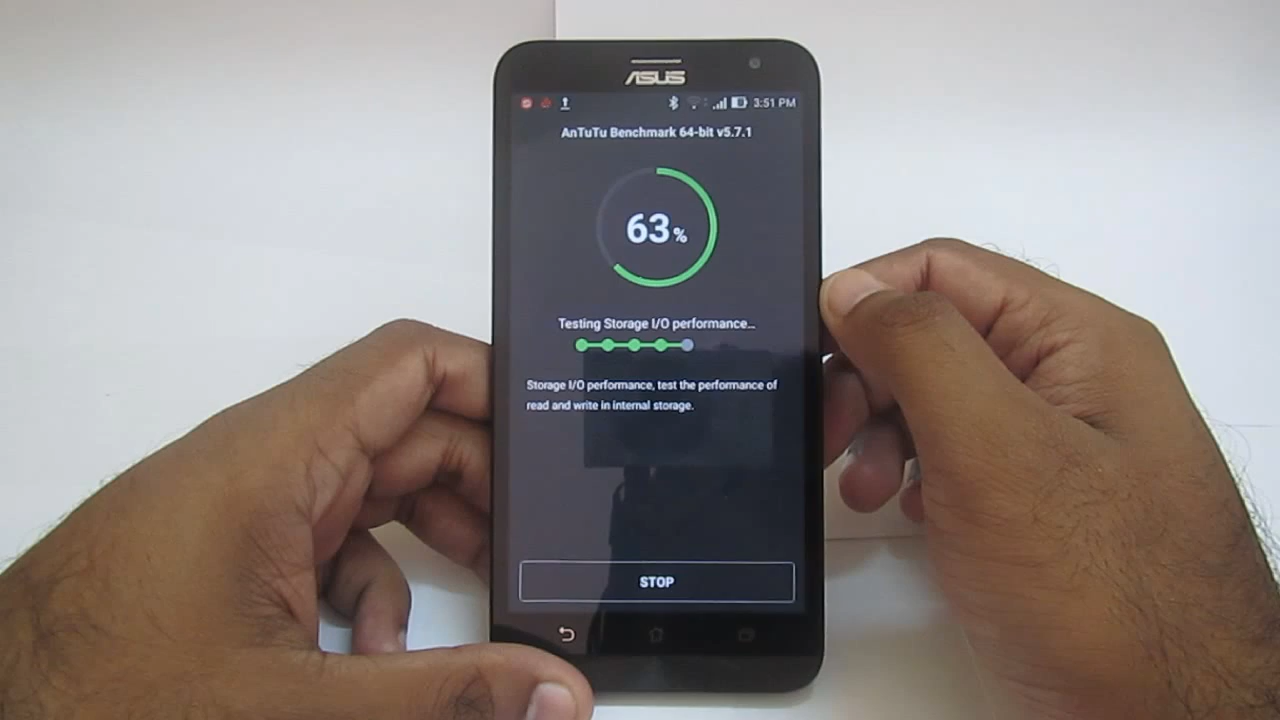 ASUS
3:51 PM
AnTuTu Benchmark 64-bit v5.7.1
63%
Testing Storage I/O performance...
Storage I/O performance, test the performance of
read and write in internal storage.
STOP